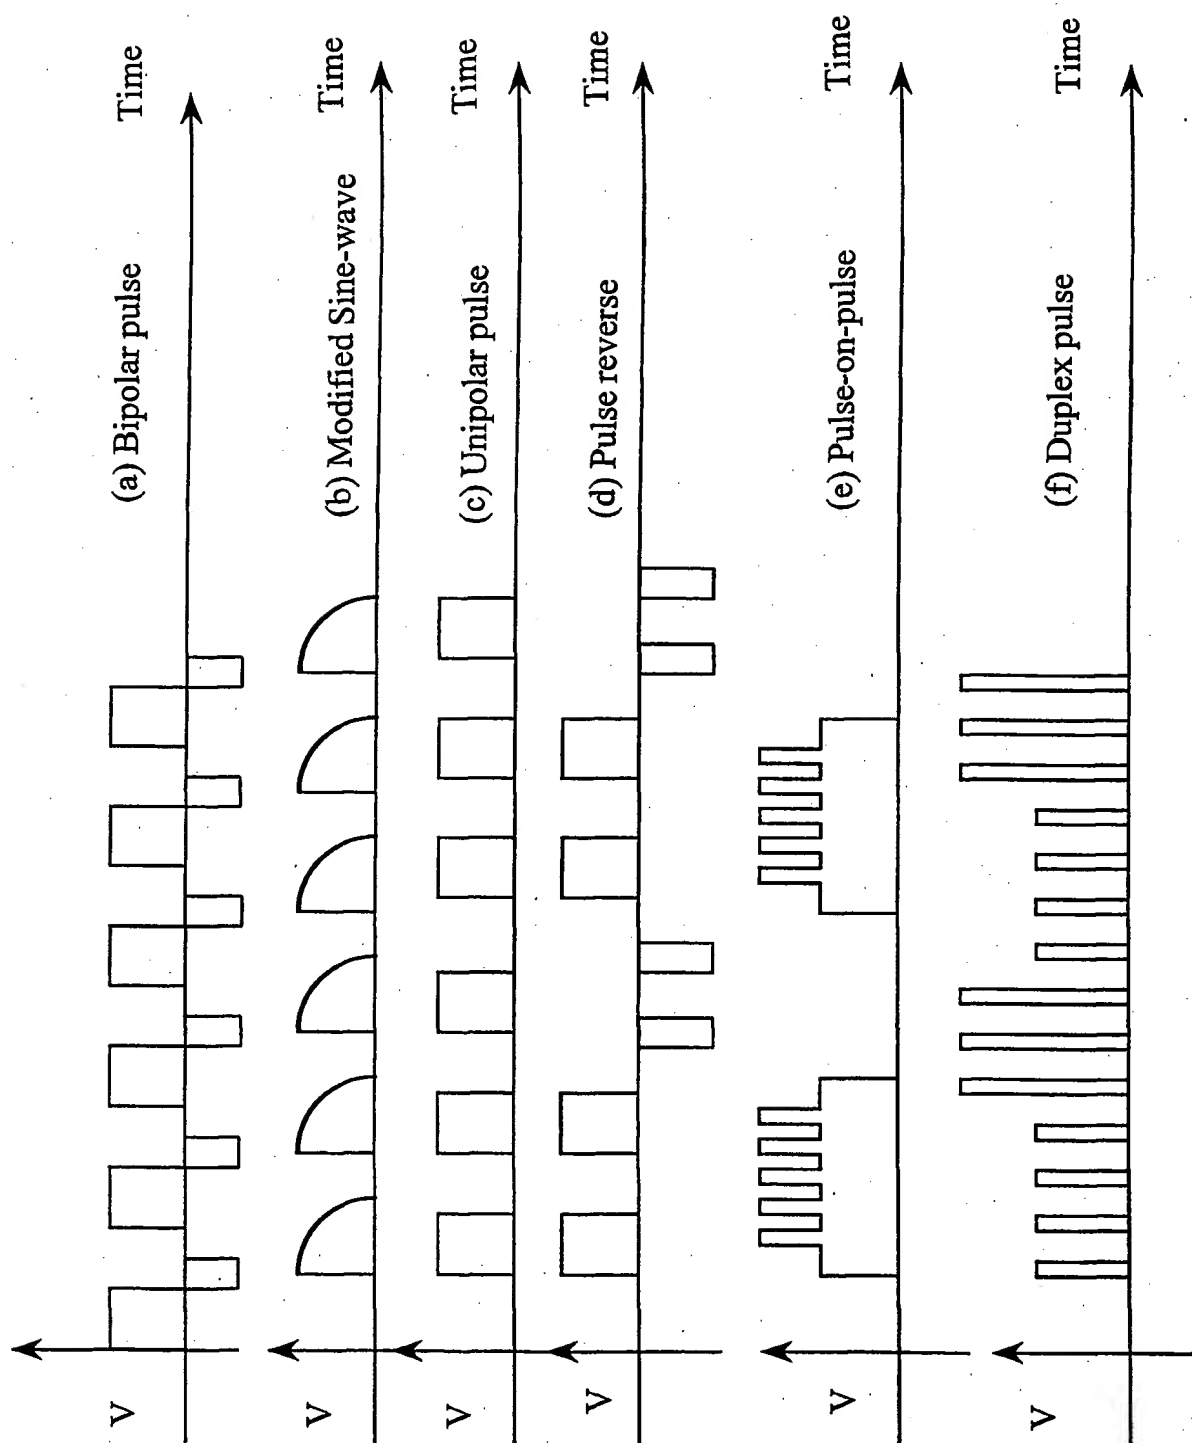 V
(a) Bipolar pulse
Time
V
(b) Modified Sine-wave
Time
V
(c) Unipolar pulse
Time
V
(d) Pulse reverse
Time
V
(e) Pulse-on-pulse
Time
V
(f) Duplex pulse
Time